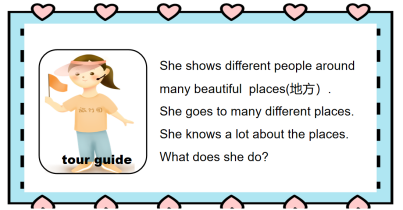 She shows different people around
many beautiful places(地方）.
She goes to many different places.
She knows a lot about the places.
What does she do?
tour guide